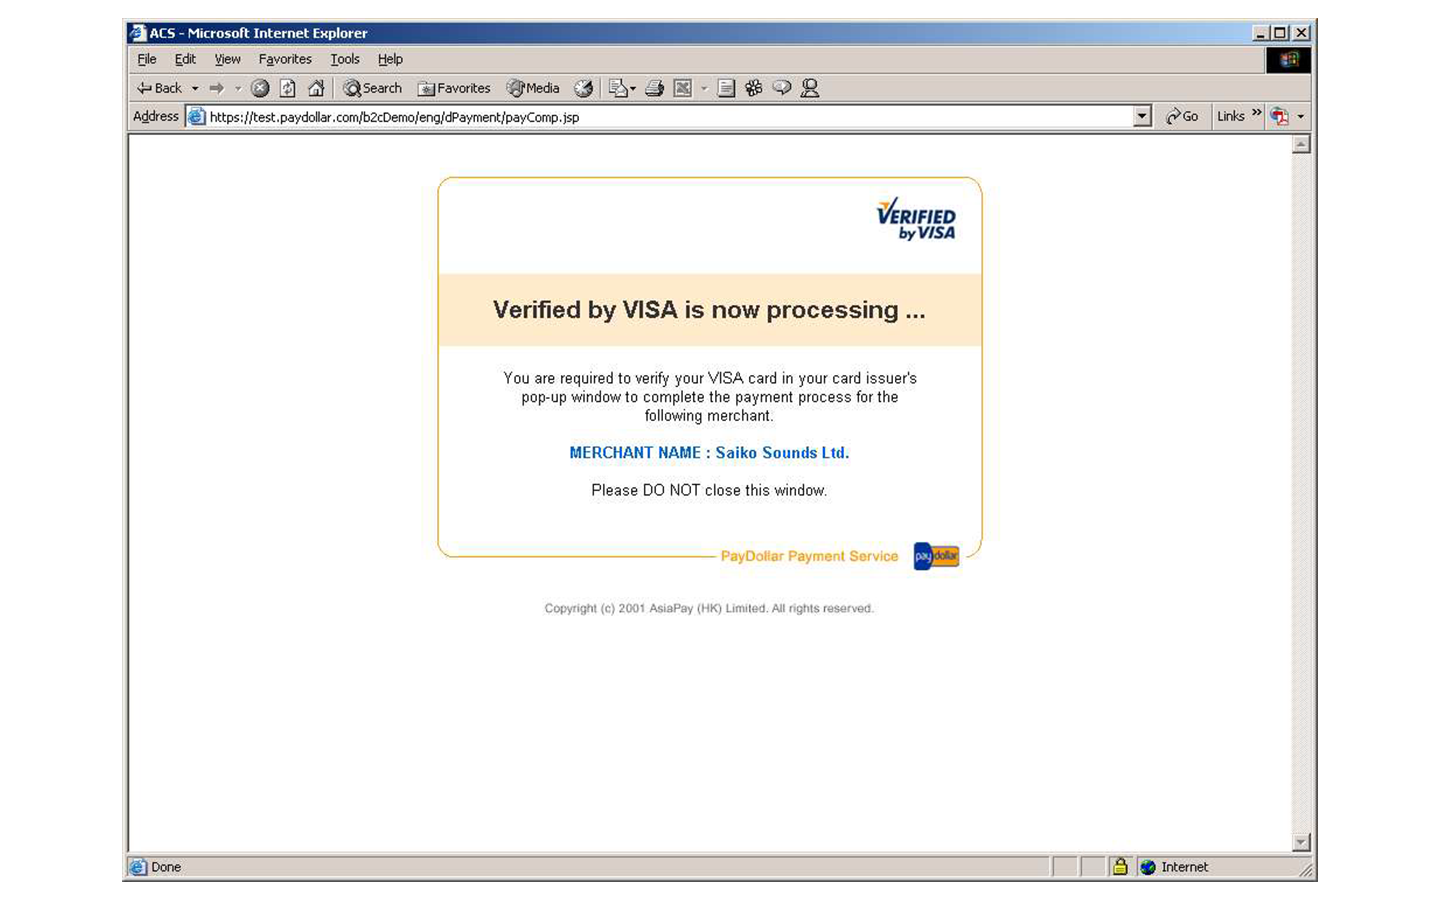 ACS - Microsoft Internet Explorer
File Edit View Favorites Tools Help
Back Search Favorites Media
Address https://test.paydollar.com/b2cDemo/eng/dPayment/payComp.jsp Go Links »
VERIFIED
by VISA
Verified by VISA is now processing ...
You are required to verify your VISA card in your card issuer's
pop-up window to complete the payment process for the
following merchant.
MERCHANT NAME : Saiko Sounds Ltd.
Please DO NOT close this window.
PayDollar Payment Service paydollar
Copyright (c) 2001 AsiaPay (HK) Limited. All rights reserved.
Done Internet